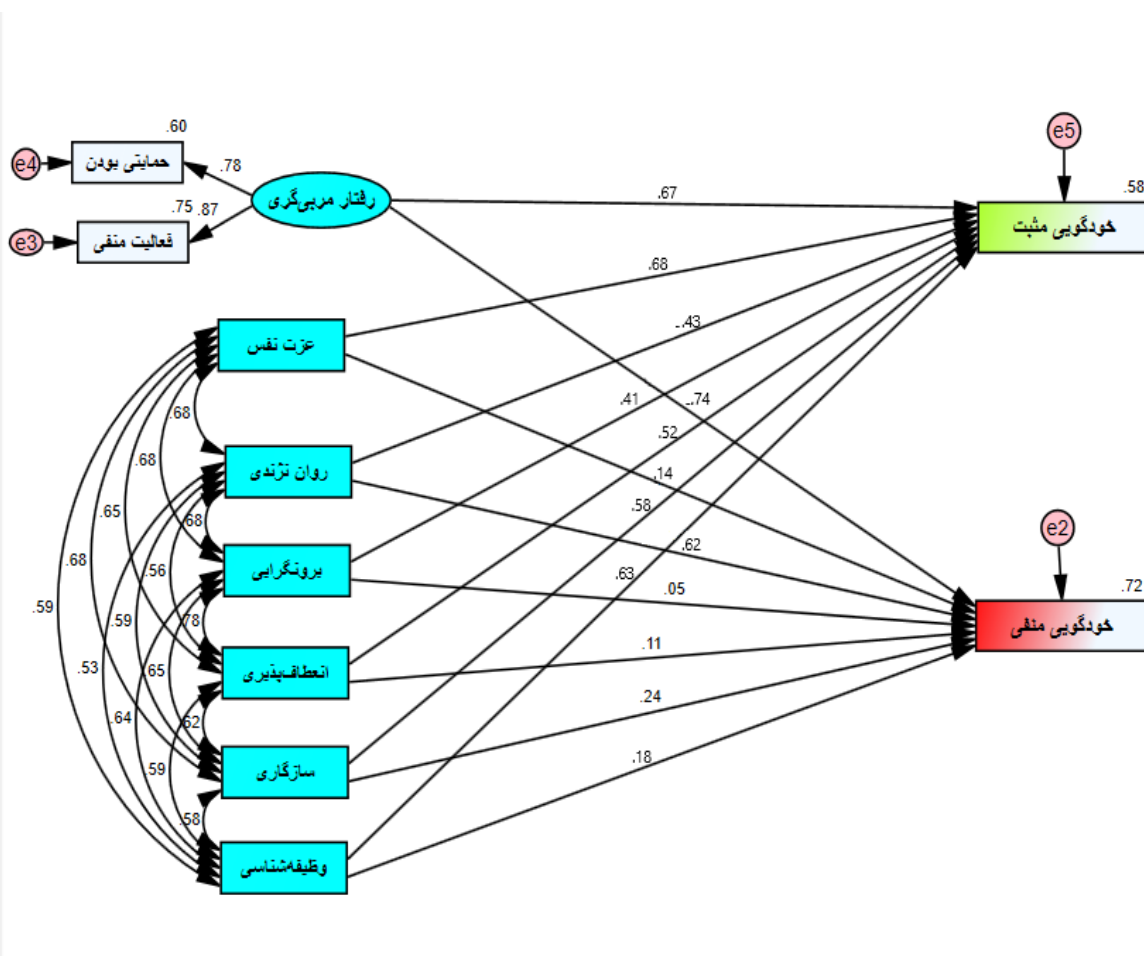 .60
e4
حمایتی بودن
.78
.75
.87
e3
فعالیت منفی
رفتار مربی‌گری
e5
.58
خودگویی مثبت
.67
.68
-.43
.41
-.74
.52
.14
.58
.62
.63
.05
.11
.24
.18
e2
.72
خودگویی منفی
عزت نفس
روان نژندی
برونگرایی
انعطاف‌پذیری
سازگاری
وظیفه‌شناسی
.68
.68
.65
.68
.59
.68
.56
.59
.53
.78
.65
.64
.62
.59
.58